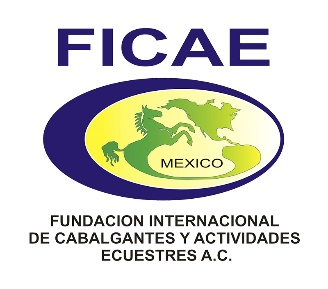 FICAE
MEXICO
FUNDACION INTERNACIONAL
DE CABALGANTES Y ACTIVIDADES
ECUESTRES A.C.